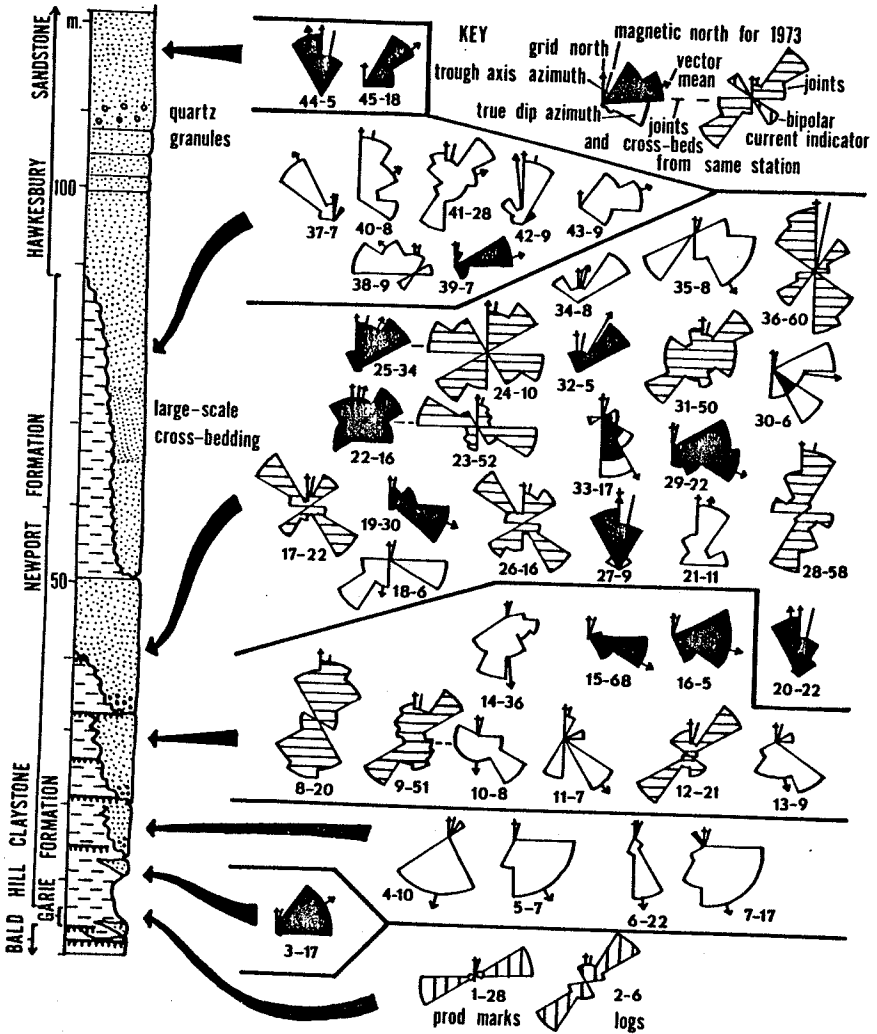 m.
SANDSTONE
HAWKESBURY
NEWPORT FORMATION
GARIE FORMATION
BALD HILL CLAYSTONE
100
50
quartz
granules
large-scale
cross-bedding
KEY
magnetic north for 1973
grid north
vector
mean
trough axis azimuth
joints
true dip azimuth
joints
bipolar
current indicator
and cross-beds
from same station
44-5
45-18
37-7
40-8
41-28
42-9
43-9
38-9
39-7
34-8
35-8
36-60
25-34
24-10
32-5
31-50
30-6
22-16
23-52
33-17
29-22
17-22
19-30
26-16
27-9
21-11
28-58
18-6
14-36
15-68
16-5
20-22
8-20
9-51
10-8
11-7
12-21
13-9
4-10
5-7
6-22
7-17
3-17
1-28
2-6
prod marks
logs